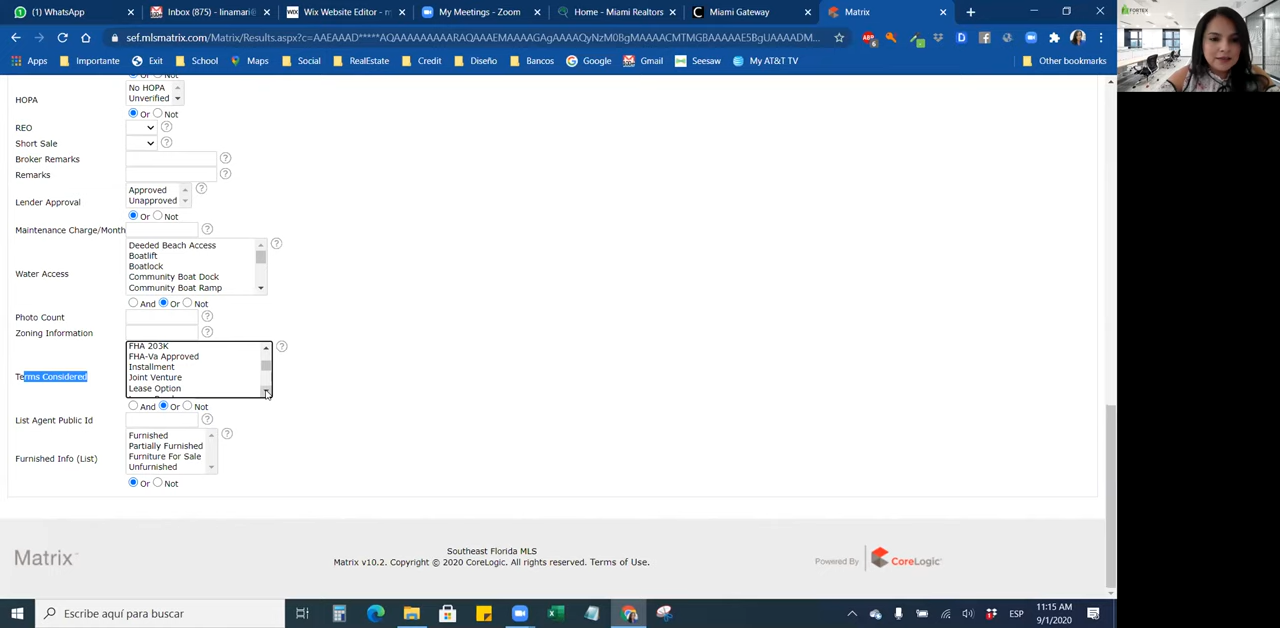 (1) WhatsApp
Inbox (875) - linamari@
Wix Website Editor - m
My Meetings - Zoom
Home - Miami Realtors
Miami Gateway
Matrix
sef.mlsmatrix.com/Matrix/Results.aspx?c=AAEAAAD*****AQAAAAAAAAARAQAAAEMAAAAGAgAAAAQyNzM0BgMAAAACMTMGBAAAAAE5BgUAAAADM...
Apps
Importante
Exit
School
Maps
Social
RealEstate
Credit
Diseño
Bancos
Google
Gmail
Seesaw
My AT&T TV
Other bookmarks
FORTEX
Or Not
HOPA
No HOPA
Unverified
Or Not
REO
Short Sale
Broker Remarks
Remarks
Lender Approval
Approved
Unapproved
Or Not
Maintenance Charge/Month
Water Access
Deeded Beach Access
Boatlift
Boatlock
Community Boat Dock
Community Boat Ramp
And Or Not
Photo Count
Zoning Information
Terms Considered
FHA 203K
FHA-Va Approved
Installment
Joint Venture
Lease Option
And Or Not
List Agent Public Id
Furnished Info (List)
Furnished
Partially Furnished
Furniture For Sale
Unfurnished
Or Not
Matrix
Southeast Florida MLS
Matrix v10.2. Copyright © 2020 CoreLogic. All rights reserved. Terms of Use.
Powered By CoreLogic
Escribe aquí para buscar
ESP
11:15 AM
9/1/2020